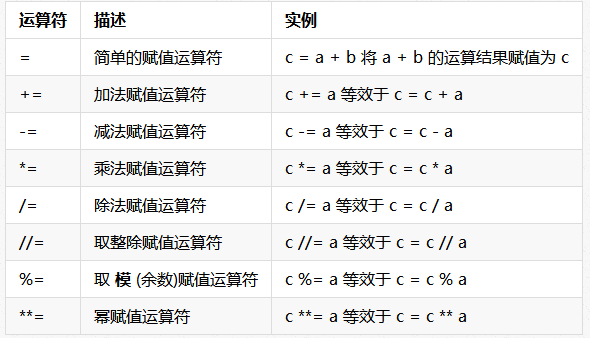 运算符 描述 实例
= 简单的赋值运算符 c = a + b 将 a + b 的运算结果赋值为 c
+= 加法赋值运算符 c += a 等效于 c = c + a
-= 减法赋值运算符 c -= a 等效于 c = c - a
*= 乘法赋值运算符 c *= a 等效于 c = c * a
/= 除法赋值运算符 c /= a 等效于 c = c / a
//= 取整除赋值运算符 c //= a 等效于 c = c // a
%= 取 模 (余数)赋值运算符 c %= a 等效于 c = c % a
**= 幂赋值运算符 c **= a 等效于 c = c ** a